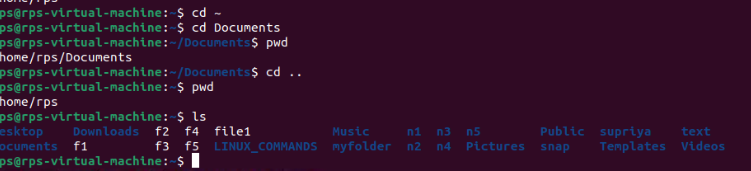 ps@rps-virtual-machine:~$ cd ~
ps@rps-virtual-machine:~$ cd Documents
ps@rps-virtual-machine:~/Documents$ pwd
home/rps/Documents
ps@rps-virtual-machine:~/Documents$ cd ..
ps@rps-virtual-machine:~$ pwd
home/rps
ps@rps-virtual-machine:~$ ls
esktop Downloads f2 f4 file1 Music n1 n3 n5 Public supriya text
ocuments f1 f3 f5 LINUX_COMMANDS myfolder n2 n4 Pictures snap Templates Videos
ps@rps-virtual-machine:~$